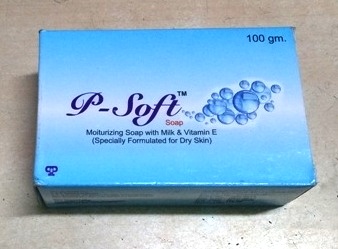 100 gm.
P-Soft™
Soap
Moiturizing Soap with Milk & Vitamin E
(Specially Formulated for Dry Skin)